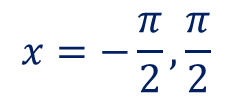 x = -π/2, π/2